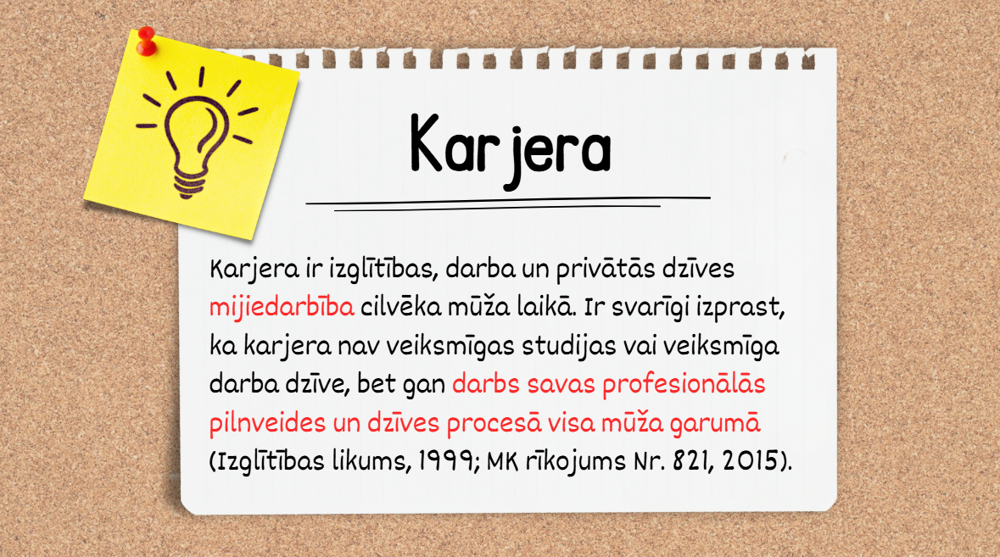 Karjera
Karjera ir izglītības, darba un privātās dzīves
mijiedarbība cilvēka mūža laikā. Ir svarīgi izprast,
ka karjera nav veiksmīgas studijas vai veiksmīga
darba dzīve, bet gan darbs savas profesionālās
pilnveides un dzīves procesā visa mūža garumā
(Izglītības likums, 1999; MK rīkojums Nr. 821, 2015).